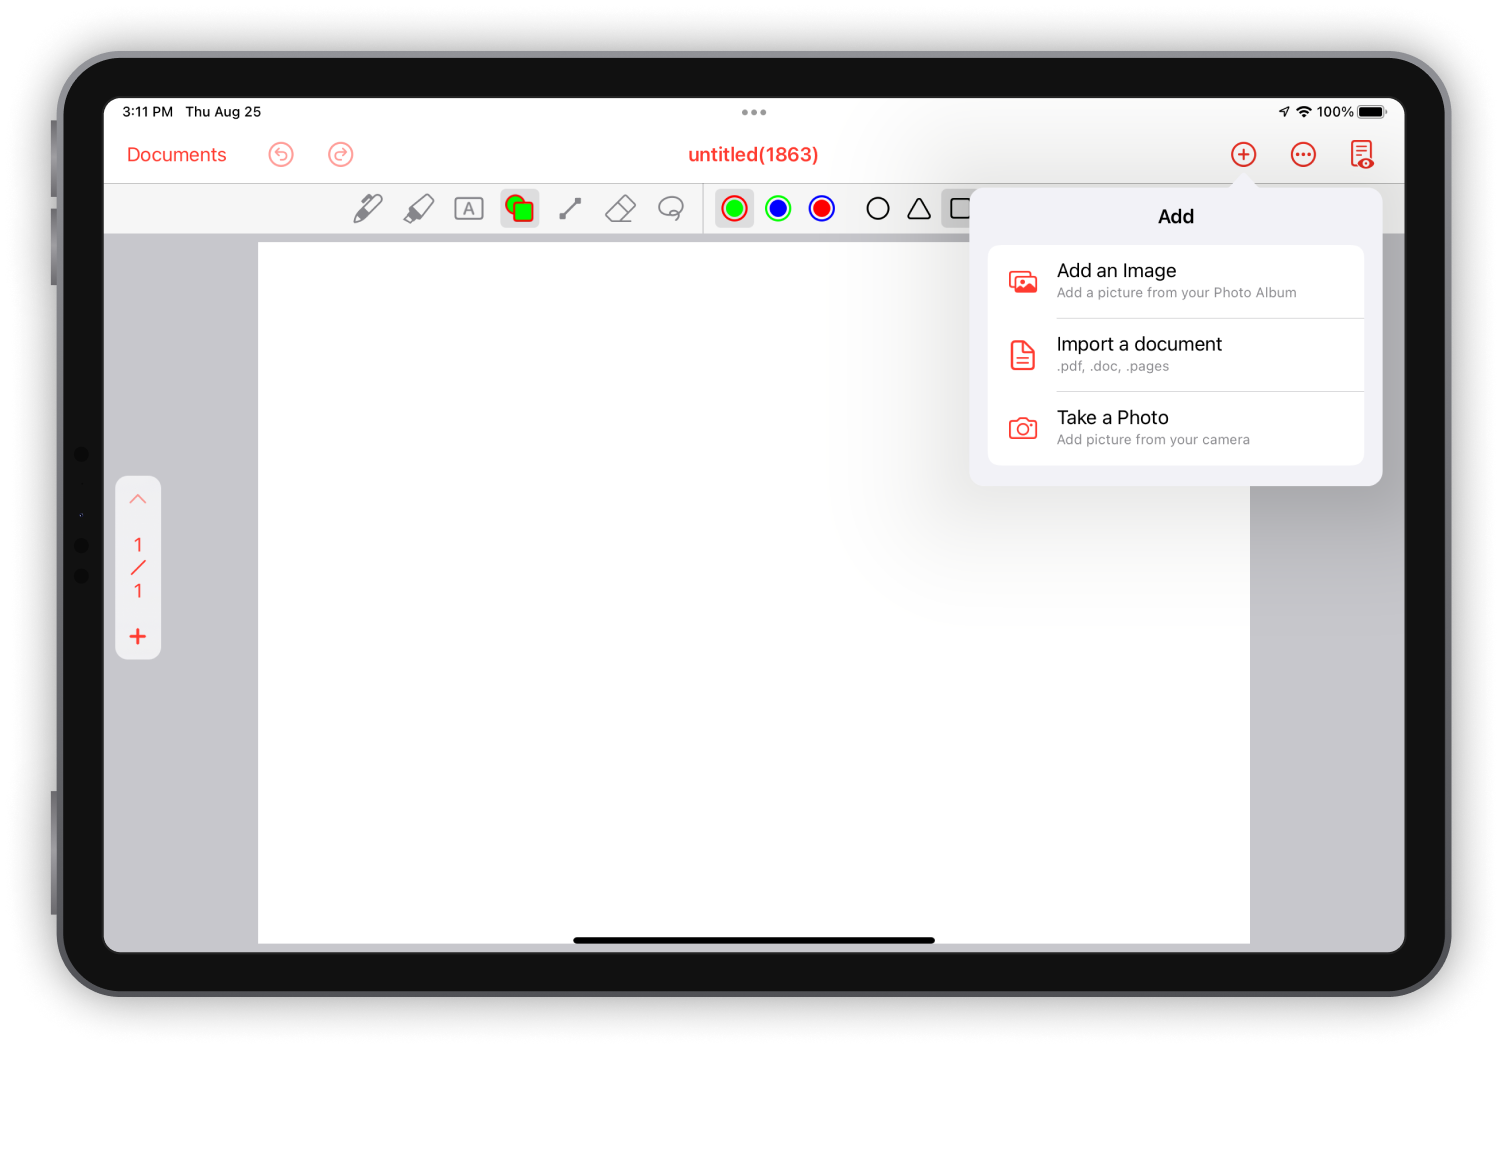 3:11 PM Thu Aug 25
100%
Documents
untitled(1863)
A
Add
Add an Image
Add a picture from your Photo Album
Import a document
.pdf, .doc, .pages
Take a Photo
Add picture from your camera
1
/
1